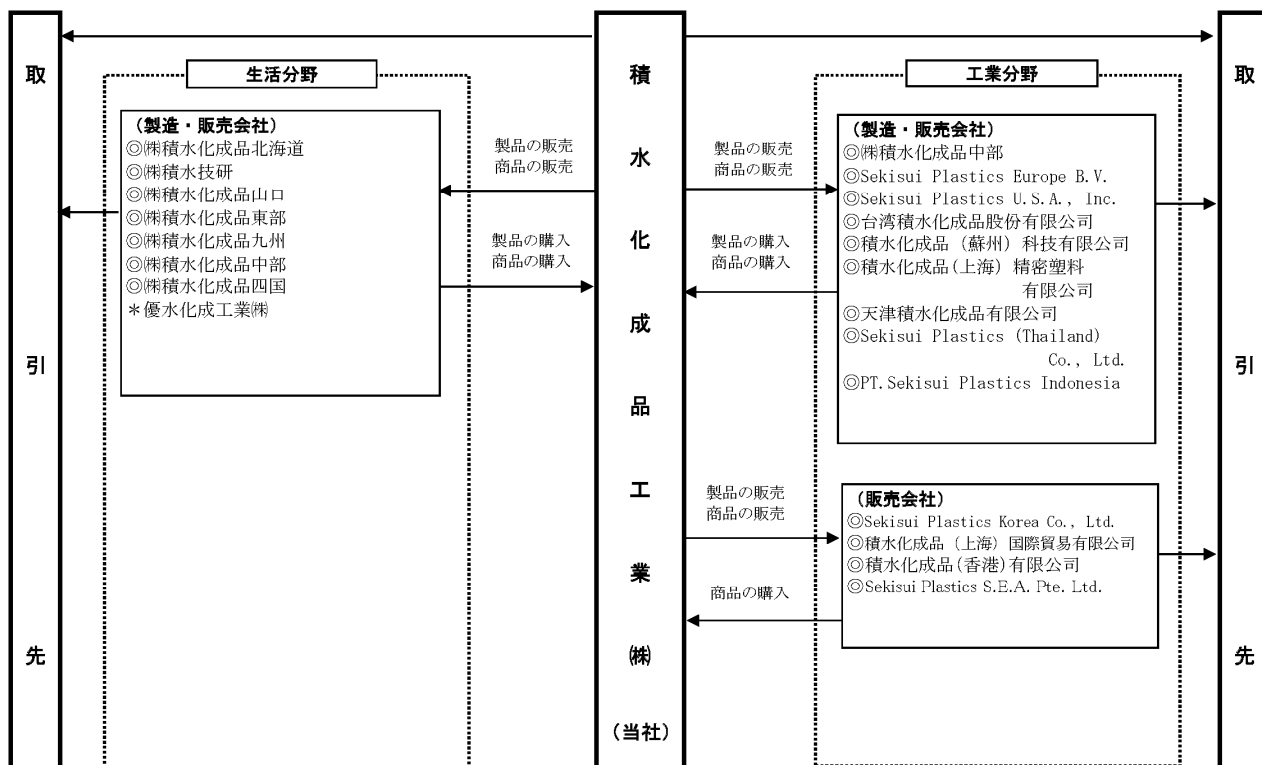 取引先
生活分野
(製造・販売会社)
◎㈱積水化成品北海道
◎㈱積水技研
◎㈱積水化成品山口
◎㈱積水化成品東部
◎㈱積水化成品九州
◎㈱積水化成品中部
◎㈱積水化成品四国
＊優水化成工業㈱
製品の販売
商品の販売
製品の購入
商品の購入
積水化成品工業㈱
(当社)
製品の販売
商品の販売
製品の購入
商品の購入
製品の販売
商品の販売
商品の購入
工業分野
(製造・販売会社)
◎㈱積水化成品中部
◎Sekisui Plastics Europe B.V.
◎Sekisui Plastics U.S.A., Inc.
◎台湾積水化成品股份有限公司
◎積水化成品（蘇州）科技有限公司
◎積水化成品(上海) 精密塑料
有限公司
◎天津積水化成品有限公司
◎Sekisui Plastics (Thailand)
Co., Ltd.
◎PT.Sekisui Plastics Indonesia
(販売会社)
◎Sekisui Plastics Korea Co., Ltd.
◎積水化成品（上海）国際貿易有限公司
◎積水化成品(香港)有限公司
◎Sekisui Plastics S.E.A. Pte. Ltd.
取引先